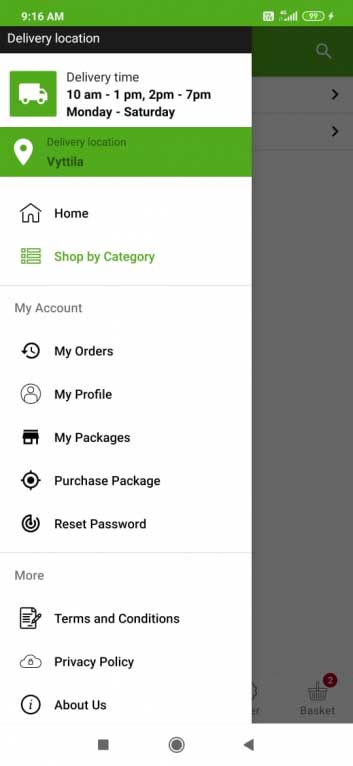 9:16 AM
4G
99
Delivery location
Delivery time
10 am - 1 pm, 2pm - 7pm
Monday - Saturday
Delivery location
Vyttila
Home
Shop by Category
My Account
My Orders
My Profile
My Packages
Purchase Package
Reset Password
More
Terms and Conditions
Privacy Policy
About Us
2
er
Basket